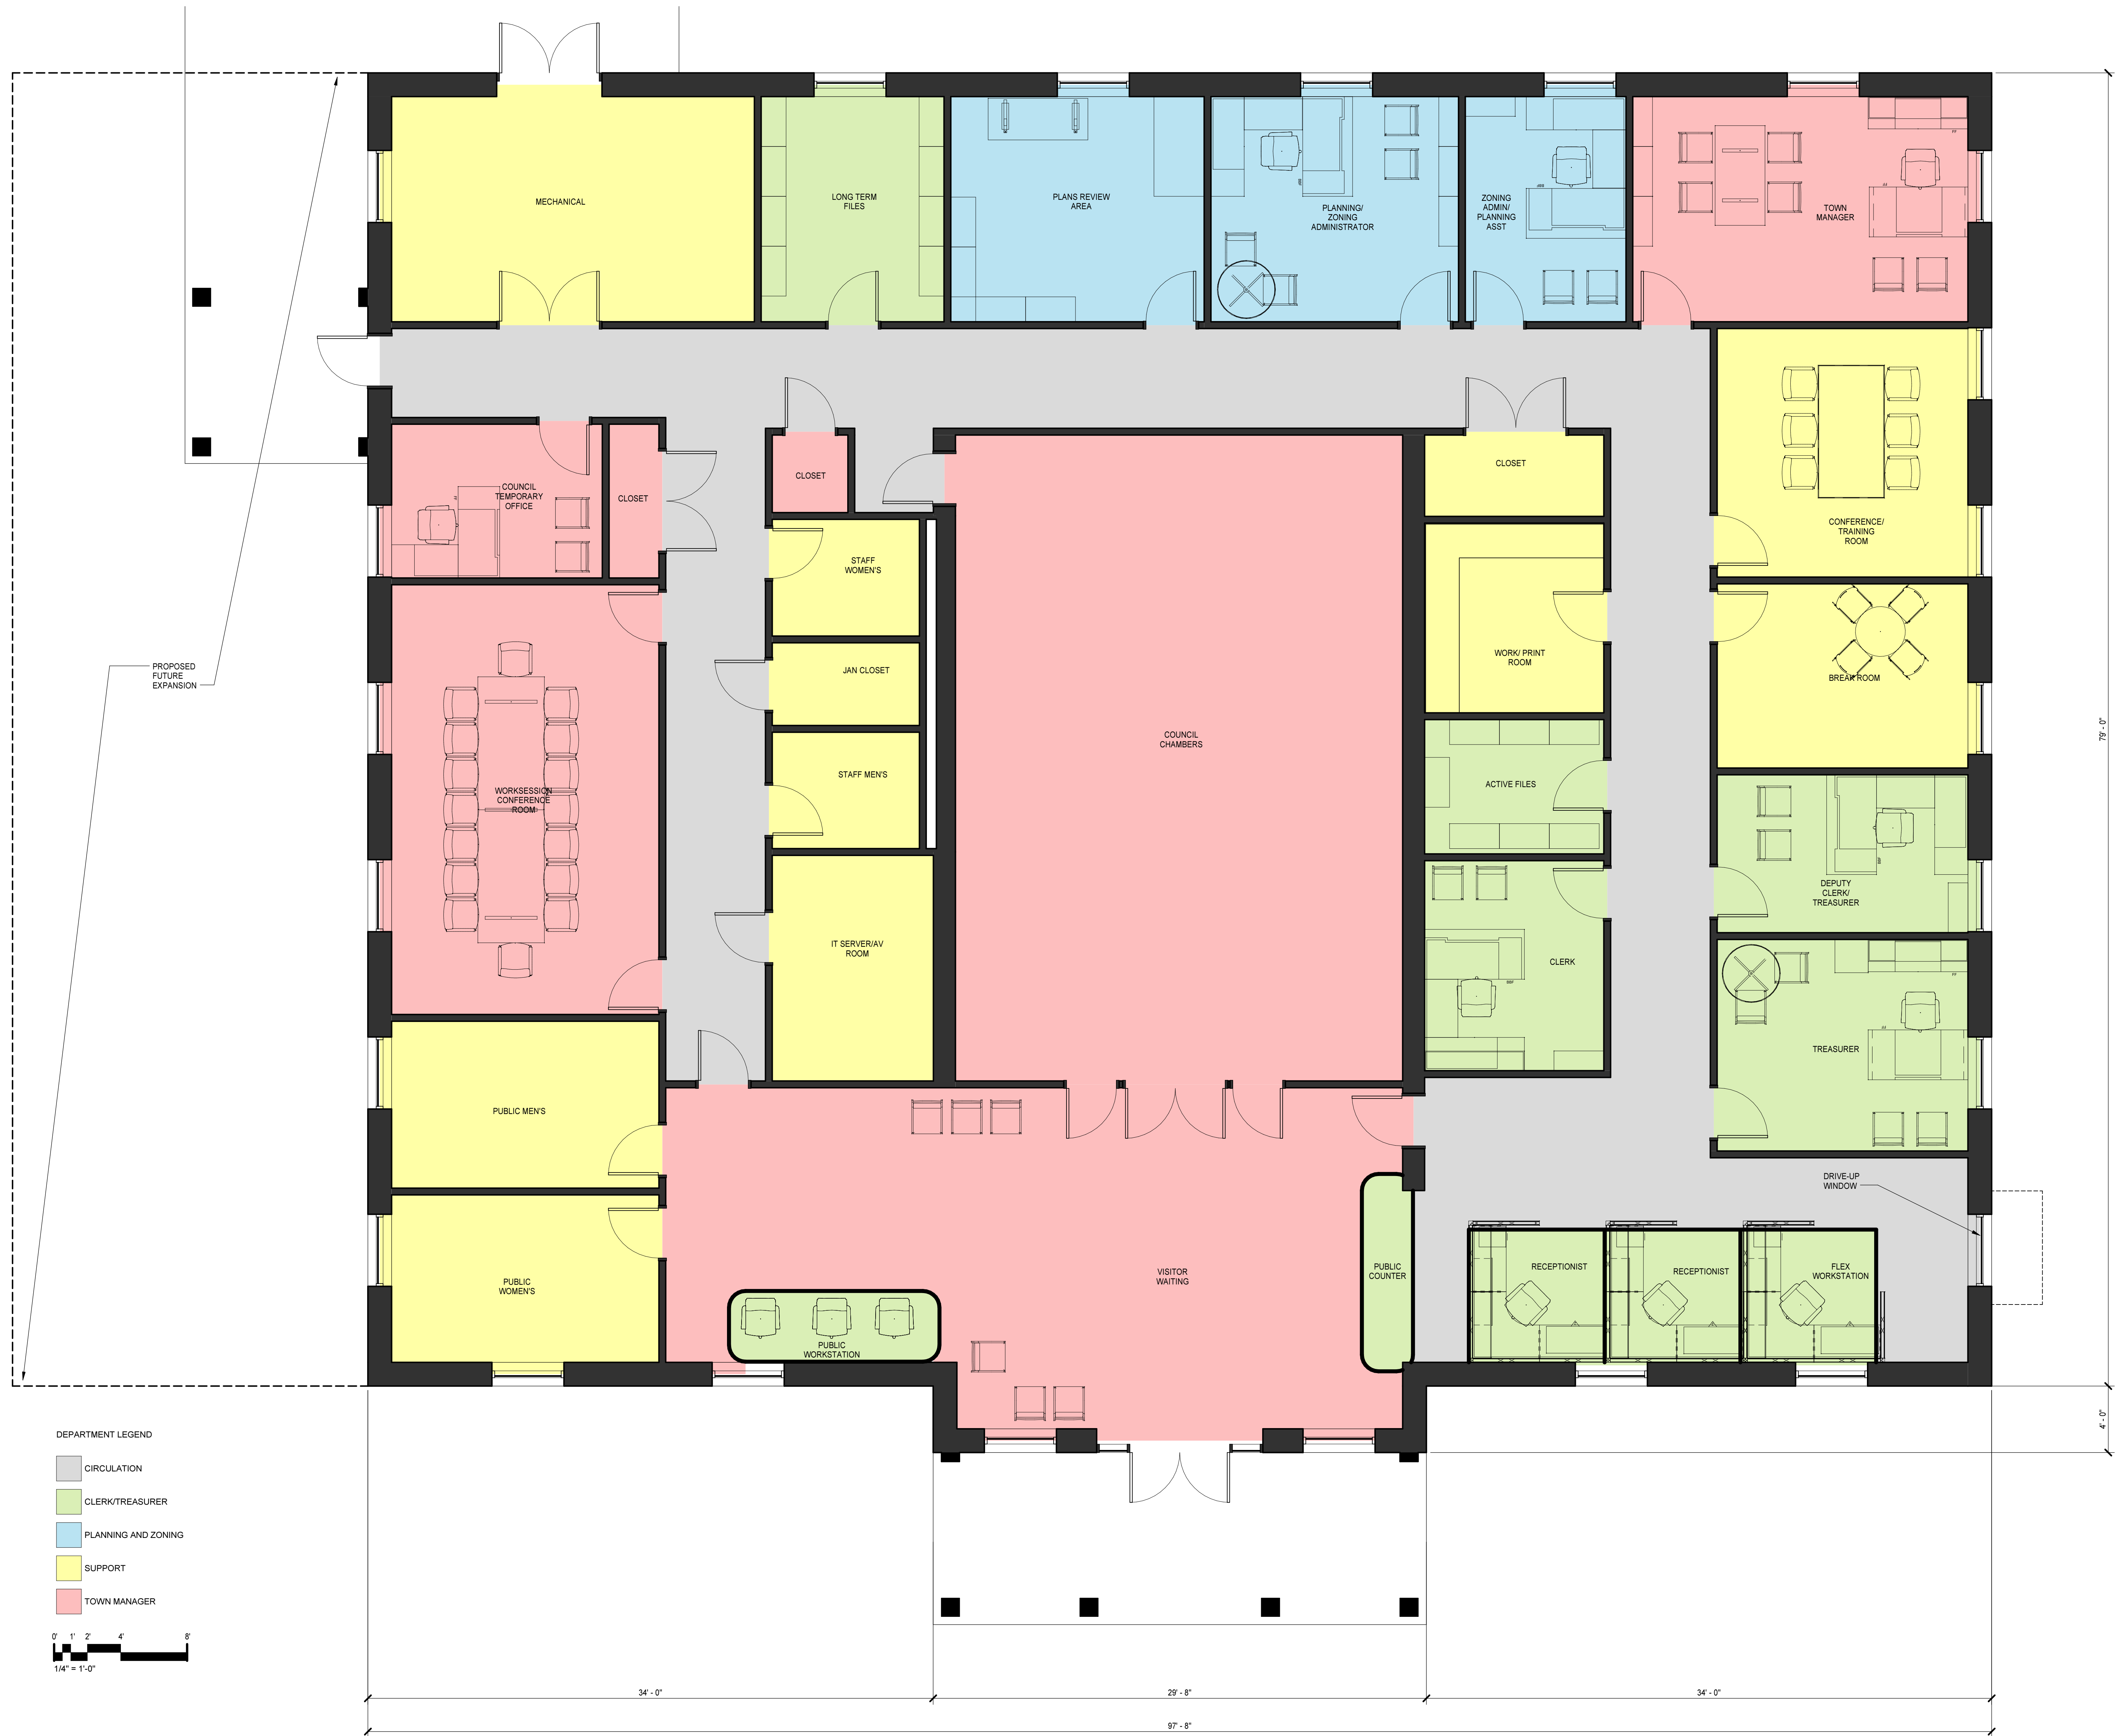 MECHANICAL
LONG TERM
FILES
PLANS REVIEW
AREA
PLANNING/
ZONING
ADMINISTRATOR
ZONING
ADMIN/
PLANNING
ASST
TOWN
MANAGER
COUNCIL
TEMPORARY
OFFICE
CLOSET
CLOSET
CLOSET
CONFERENCE/
TRAINING
ROOM
STAFF
WOMEN'S
JAN CLOSET
STAFF MEN'S
WORK/ PRINT
ROOM
BREAK ROOM
PROPOSED
FUTURE
EXPANSION
COUNCIL
CHAMBERS
79' - 0"
WORKSESSION
CONFERENCE
ROOM
ACTIVE FILES
DEPUTY
CLERK/
TREASURER
IT SERVER/AV
ROOM
CLERK
TREASURER
PUBLIC MEN'S
DRIVE-UP
WINDOW
PUBLIC
WOMEN'S
VISITOR
WAITING
PUBLIC
COUNTER
RECEPTIONIST
RECEPTIONIST
FLEX
WORKSTATION
PUBLIC
WORKSTATION
4' - 0"
DEPARTMENT LEGEND
CIRCULATION
CLERK/TREASURER
PLANNING AND ZONING
SUPPORT
TOWN MANAGER
0' 1' 2' 4' 8'
1/4" = 1'-0"
34' - 0"
29' - 8"
34' - 0"
97' - 8"